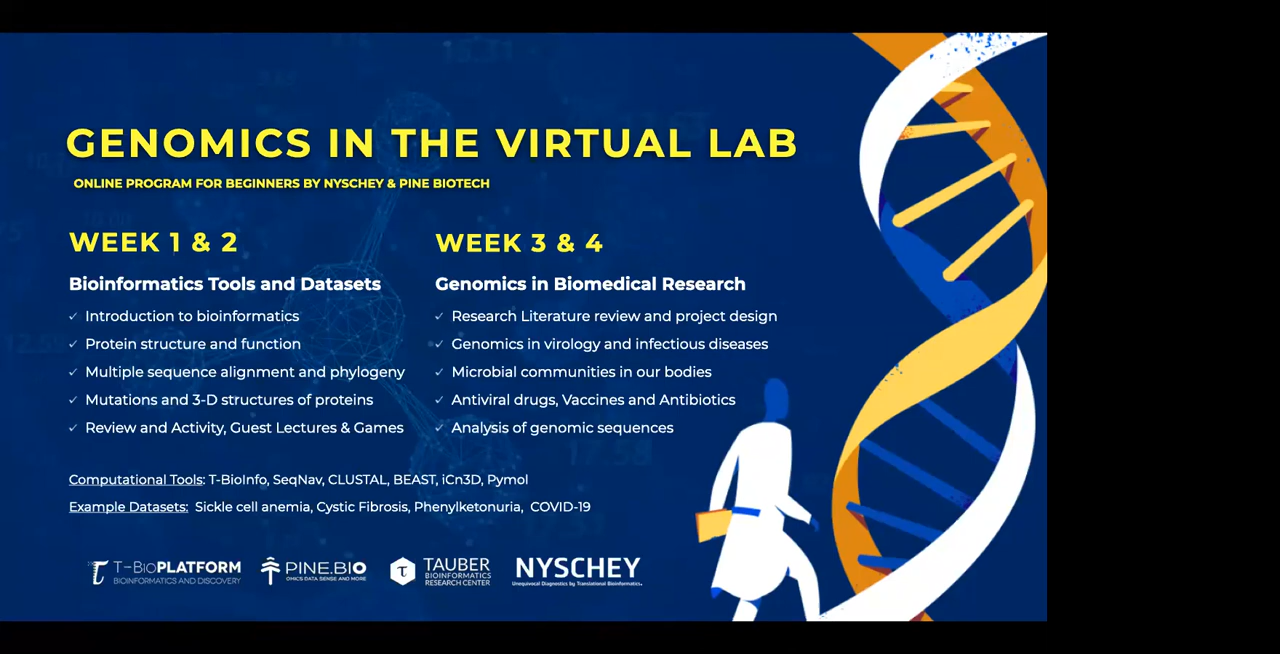 GENOMICS IN THE VIRTUAL LAB
ONLINE PROGRAM FOR BEGINNERS BY NYSCHEY & PINE BIOTECH
WEEK 1 & 2
Bioinformatics Tools and Datasets
✓ Introduction to bioinformatics
✓ Protein structure and function
✓ Multiple sequence alignment and phylogeny
✓ Mutations and 3-D structures of proteins
✓ Review and Activity, Guest Lectures & Games
WEEK 3 & 4
Genomics in Biomedical Research
✓ Research Literature review and project design
✓ Genomics in virology and infectious diseases
✓ Microbial communities in our bodies
✓ Antiviral drugs, Vaccines and Antibiotics
✓ Analysis of genomic sequences
Computational Tools: T-BioInfo, SeqNav, CLUSTAL, BEAST, iCn3D, Pymol
Example Datasets: Sickle cell anemia, Cystic Fibrosis, Phenylketonuria, COVID-19
T-BIOPLATFORM
BIOINFORMATICS AND DISCOVERY
PINE.BIO
OMICS DATA SENSE AND MORE
TAUBER
BIOINFORMATICS
RESEARCH CENTER
NYSCHEY
Unequivocal Diagnostics by Translational Bioinformatics.